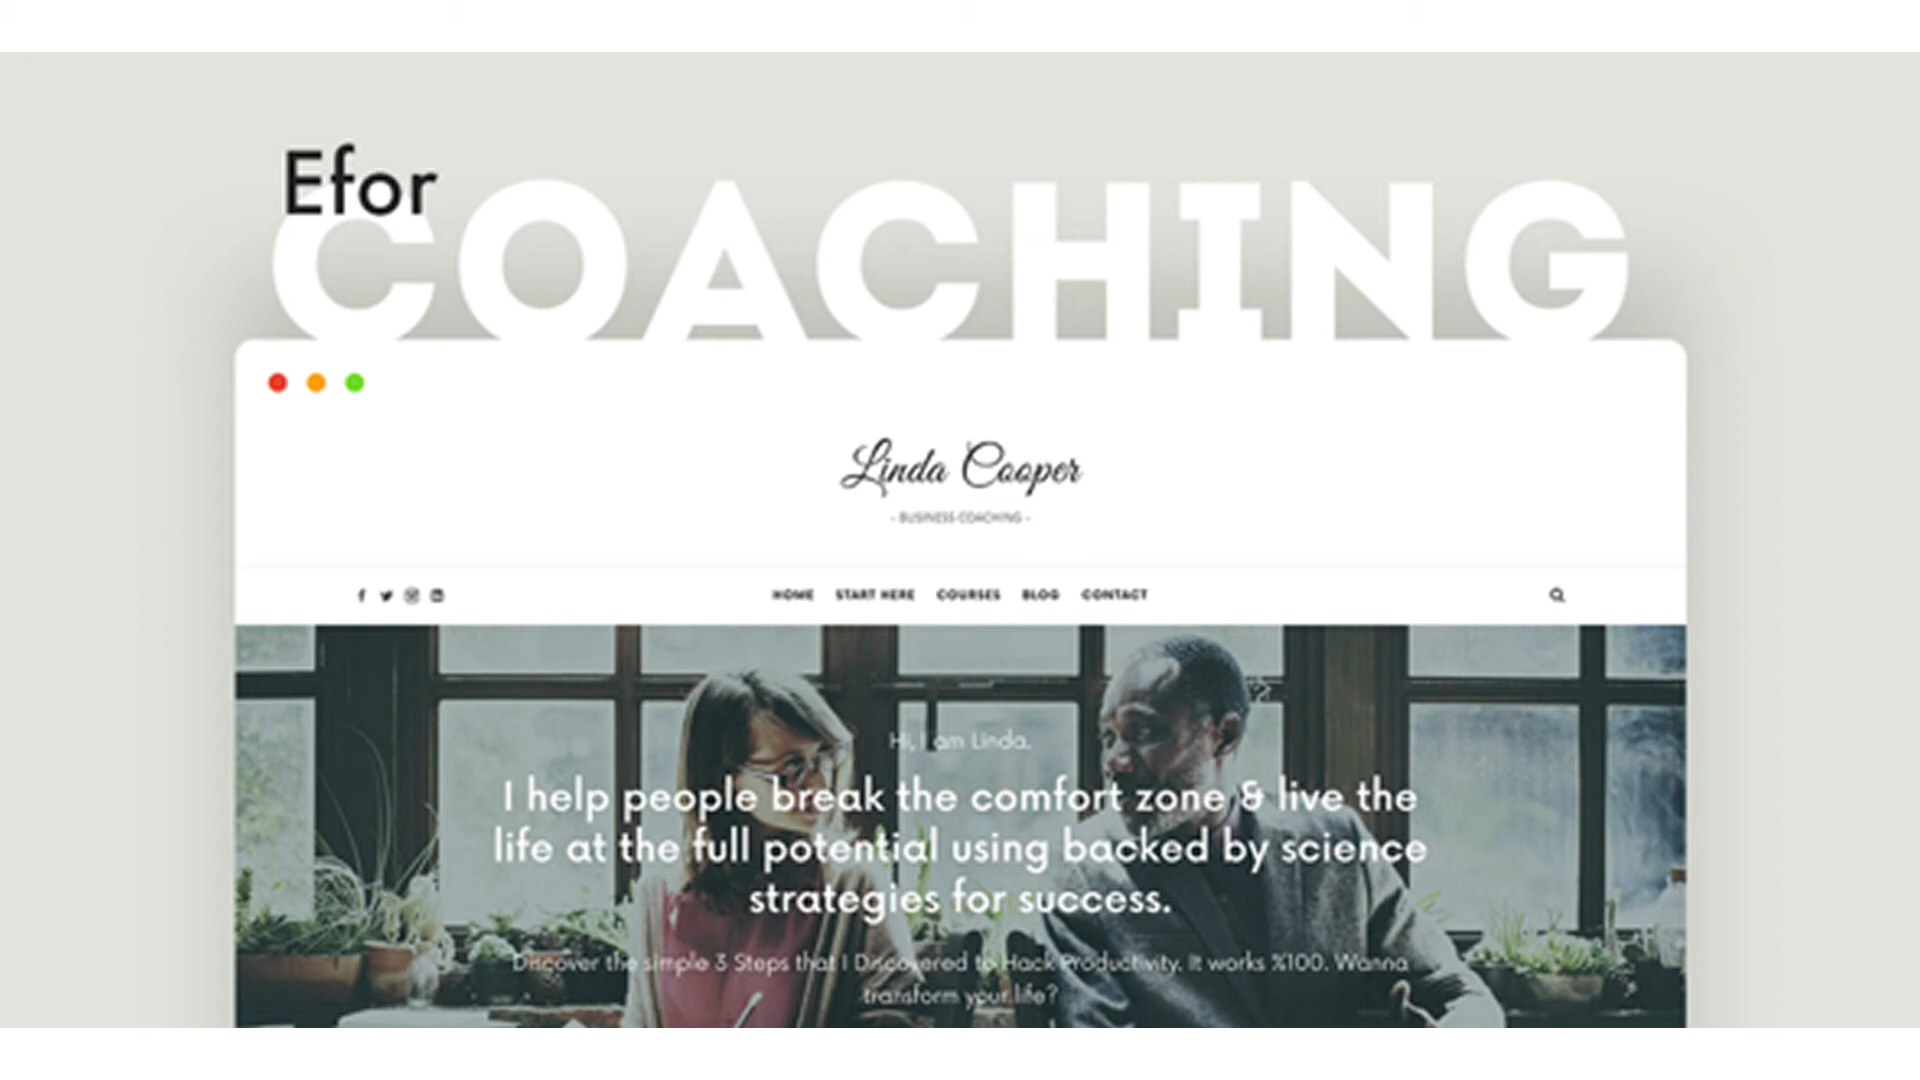 Efor
COACHING
Linda Cooper
- BUSINESS COACHING -
HOME START HERE COURSES BLOG CONTACT
Hi, I am Linda.
I help people break the comfort zone & live the
life at the full potential using backed by science
strategies for success.
Discover the simple 3 Steps that I Discovered to Hack Productivity. It works %100. Wanna
transform your life?